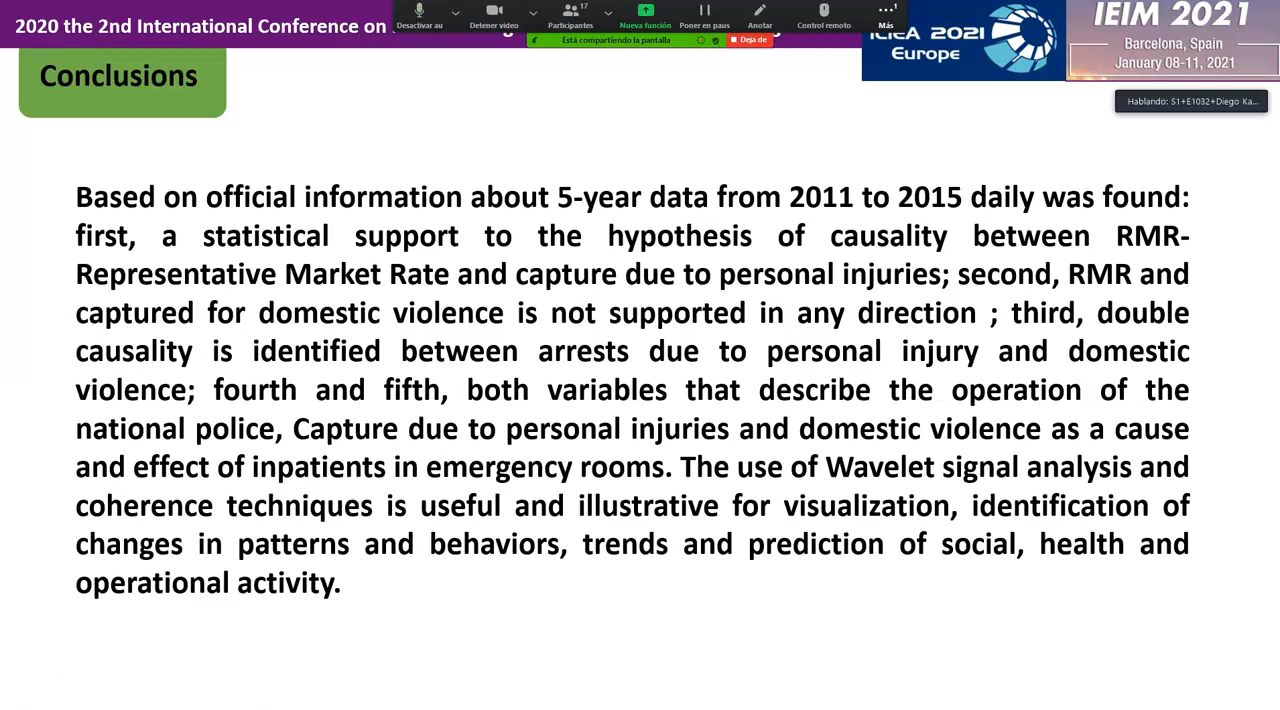 2020 the 2nd International Conference on
Desactivar au
Detener video
Participantes
17
Nueva función
Poner en paus
Anotar
Control remoto
Más
1
Está compartiendo la pantalla
Deja de
ICIEA 2021
Europe
IEIM 2021
Barcelona, Spain
January 08-11, 2021
Hablando: S1+E1032+Diego Ka...
Conclusions
Based on official information about 5-year data from 2011 to 2015 daily was found:
first, a statistical support to the hypothesis of causality between RMR-
Representative Market Rate and capture due to personal injuries; second, RMR and
captured for domestic violence is not supported in any direction ; third, double
causality is identified between arrests due to personal injury and domestic
violence; fourth and fifth, both variables that describe the operation of the
national police, Capture due to personal injuries and domestic violence as a cause
and effect of inpatients in emergency rooms. The use of Wavelet signal analysis and
coherence techniques is useful and illustrative for visualization, identification of
changes in patterns and behaviors, trends and prediction of social, health and
operational activity.